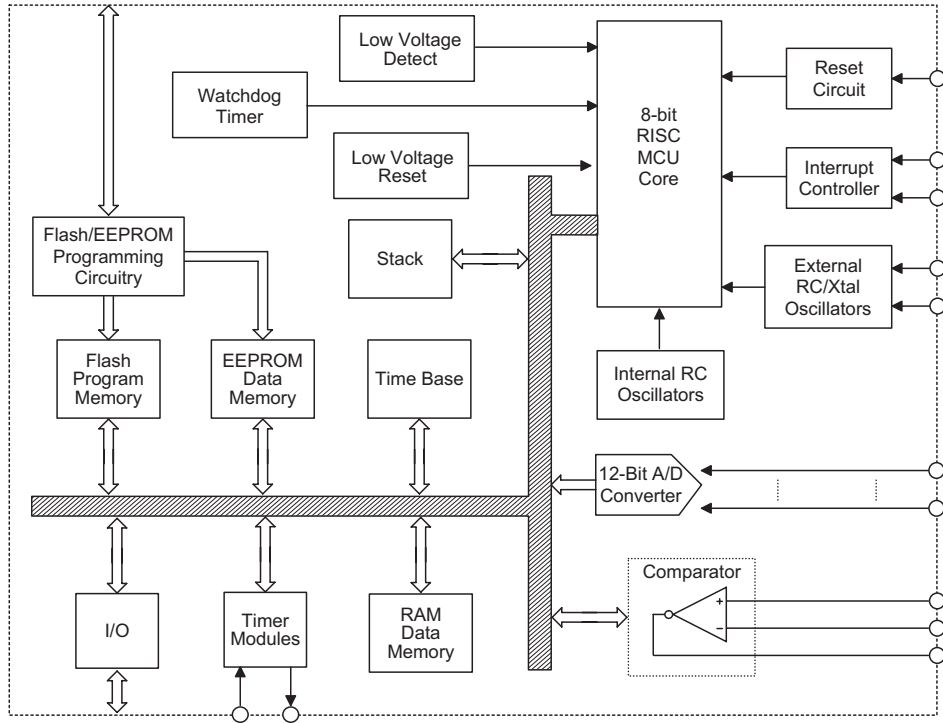 Low Voltage
Detect
Watchdog
Timer
Low Voltage
Reset
8-bit
RISC
MCU
Core
Reset
Circuit
Interrupt
Controller
External
RC/Xtal
Oscillators
Flash/EEPROM
Programming
Circuitry
Stack
Flash
Program
Memory
EEPROM
Data
Memory
Time Base
Internal RC
Oscillators
12-Bit A/D
Converter
I/O
Timer
Modules
RAM
Data
Memory
Comparator
+
−